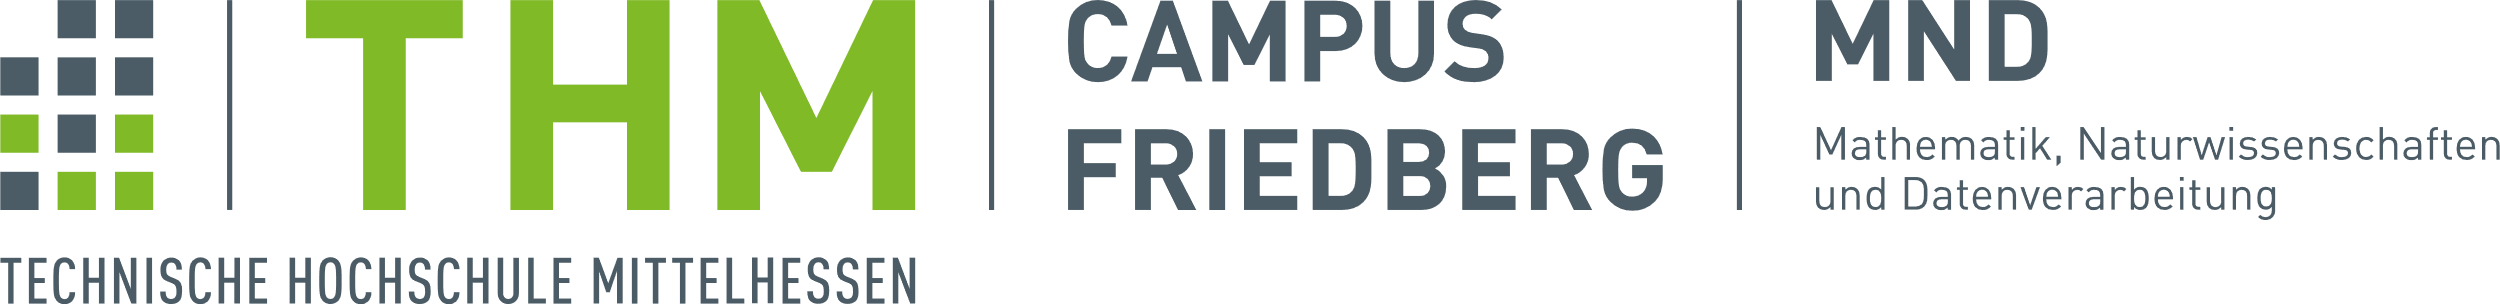 THM
TECHNISCHE HOCHSCHULE MITTELHESSEN
CAMPUS
FRIEDBERG
MND
Mathematik, Naturwissenschaften
und Datenverarbeitung